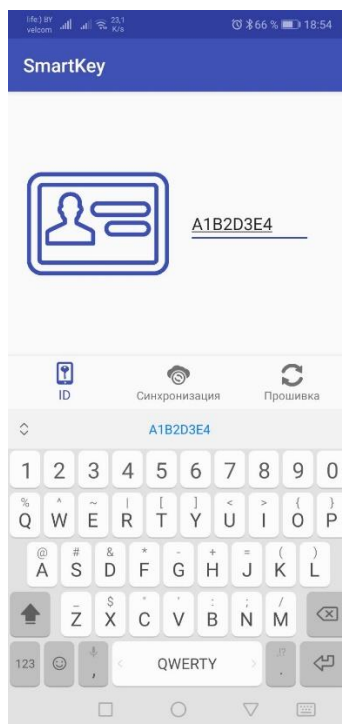 life:) BY
velcom
23,1
K/s
66 % 18:54
SmartKey
A1B2D3E4
ID Синхронизация Прошивка
A1B2D3E4
1 2 3 4 5 6 7 8 9 0
% ^ ~ | [ ] < > { }
Q W E R T Y U I O P
@ # & * - + = ( )
A S D F G H J K L
_ $ " ' : ; /
Z X C V B N M
!?
123 , QWERTY .